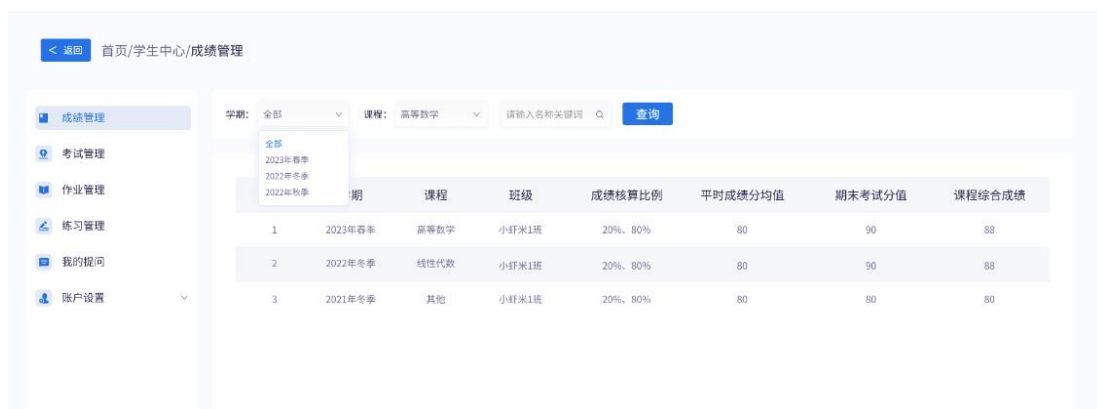 < 返回 首页/学生中心/成绩管理
成绩管理
考试管理
作业管理
练习管理
我的提问
账户设置
学期: 全部 课程: 高等数学 请输入名称关键词 查询
全部
2023年春季
2022年冬季
2022年秋季
期 课程 班级 成绩核算比例 平时成绩分均值 期末考试分值 课程综合成绩
1 2023年春季 高等数学 小虾米1班 20%、80% 80 90 88
2 2022年冬季 线性代数 小虾米1班 20%、80% 80 90 88
3 2021年冬季 其他 小虾米1班 20%、80% 80 80 80